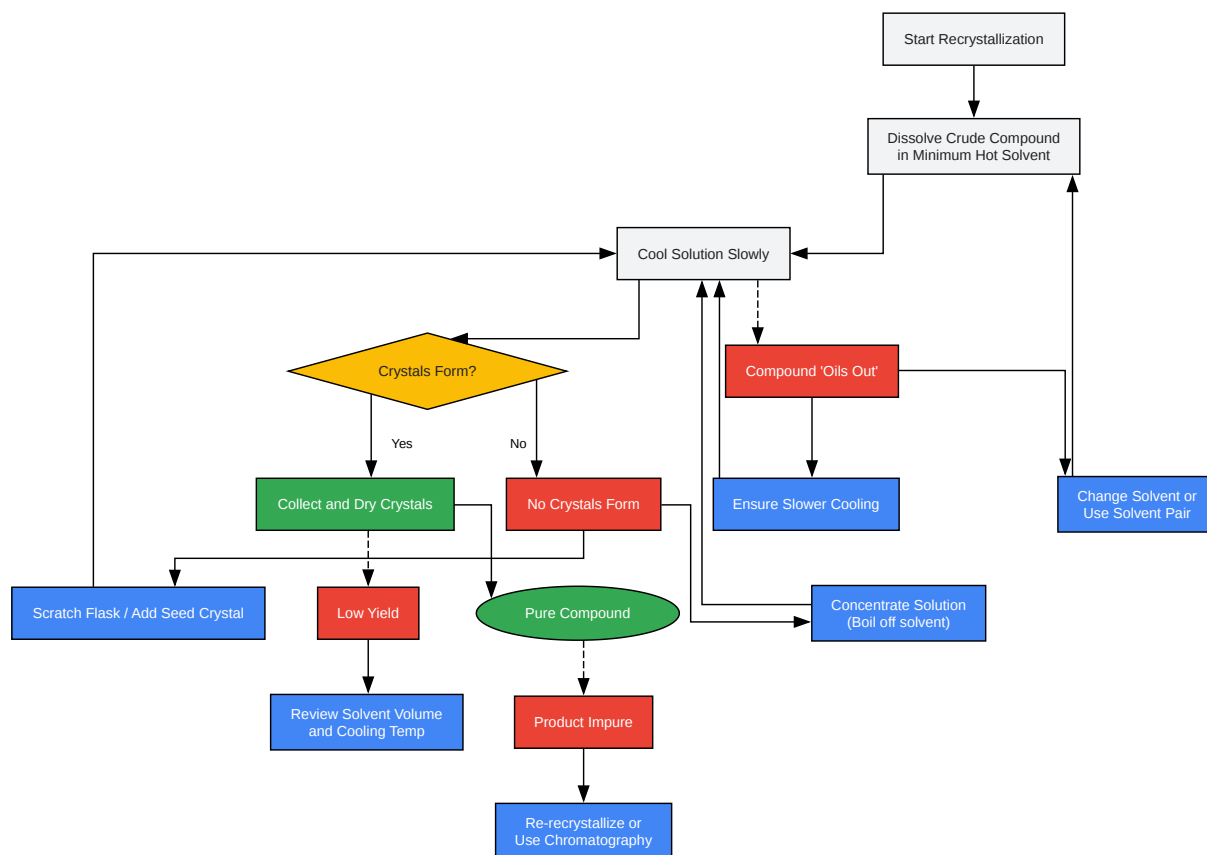 Start Recrystallization
Dissolve Crude Compound
in Minimum Hot Solvent
Cool Solution Slowly
Crystals Form?
Compound 'Oils Out'
Yes
No
Collect and Dry Crystals
No Crystals Form
Ensure Slower Cooling
Change Solvent or
Use Solvent Pair
Scratch Flask / Add Seed Crystal
Low Yield
Pure Compound
Concentrate Solution
(Boil off solvent)
Review Solvent Volume
and Cooling Temp
Product Impure
Re-recrystallize or
Use Chromatography